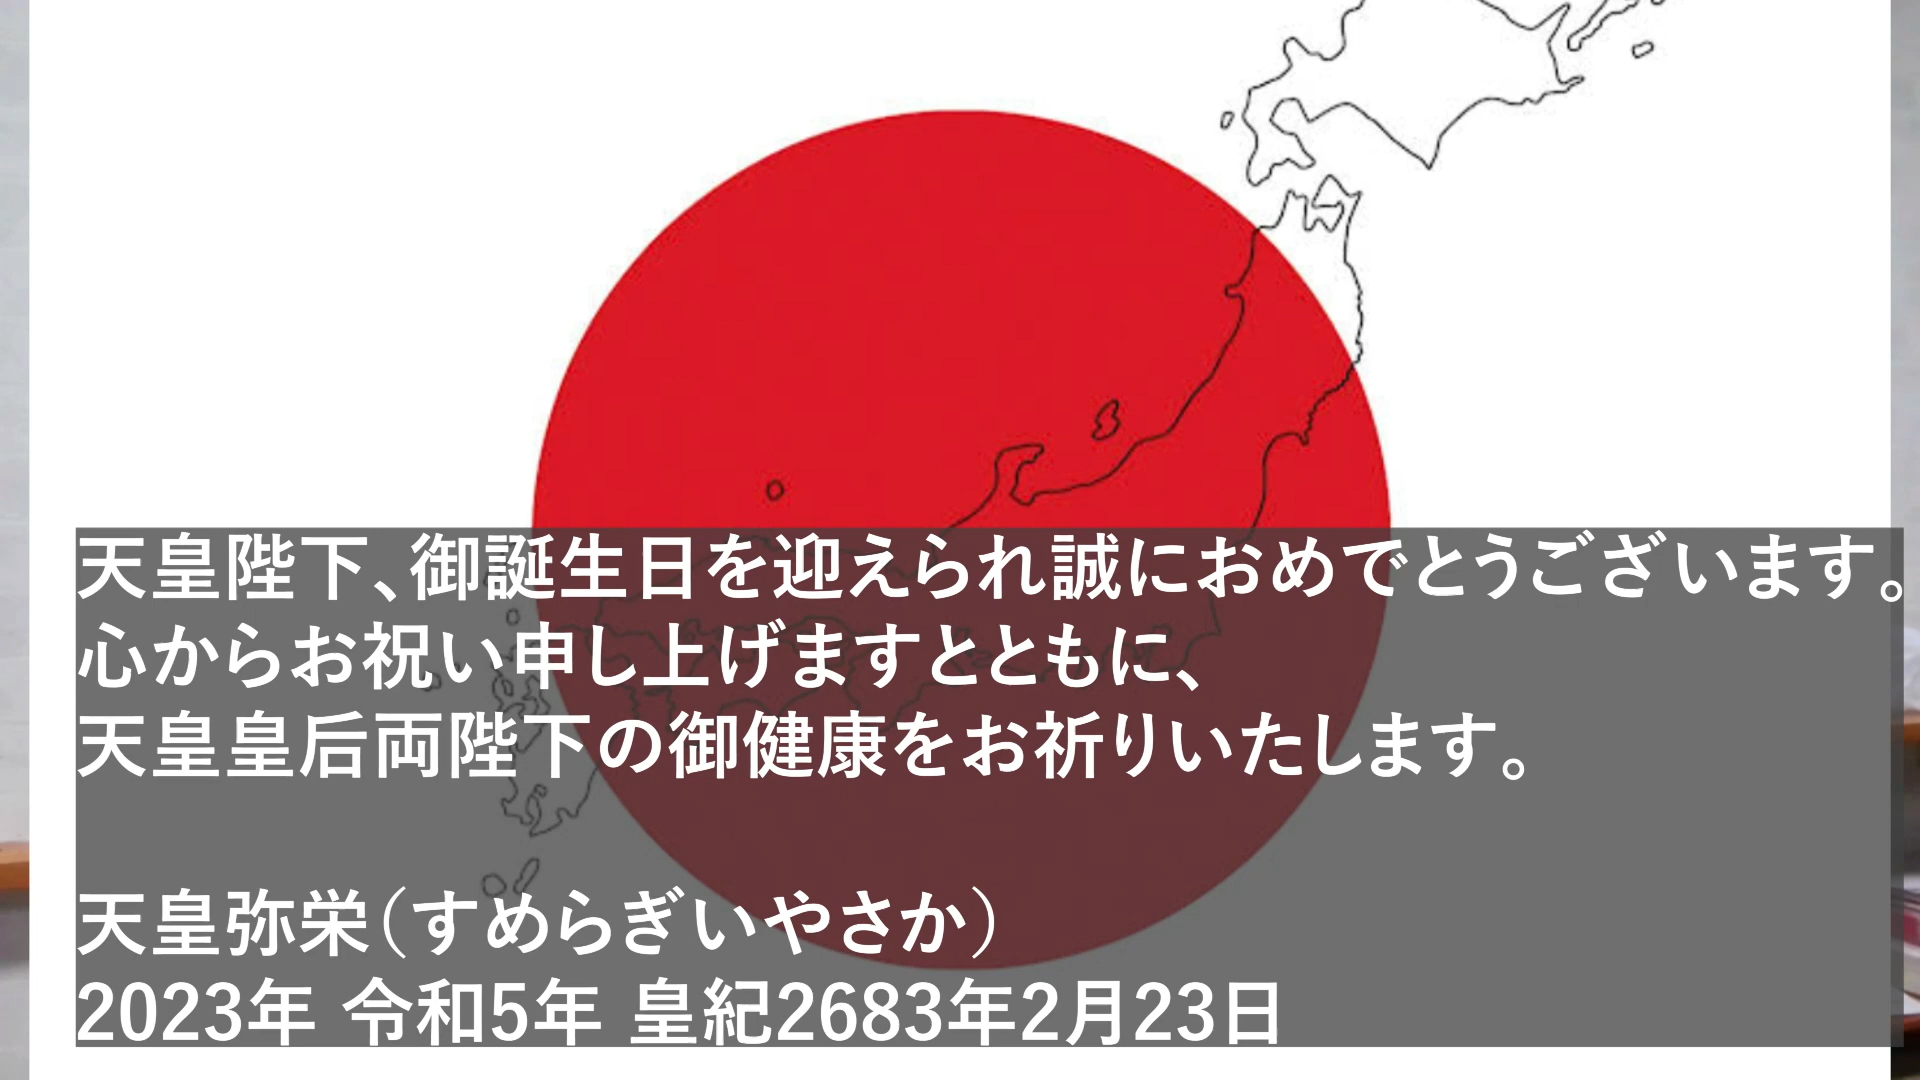 天皇陛下、御誕生日を迎えられ誠におめでとうございます。
心からお祝い申し上げますとともに、
天皇皇后両陛下の御健康をお祈りいたします。
天皇弥栄（すめらぎいやさか）
2023年 令和5年 皇紀2683年2月23日